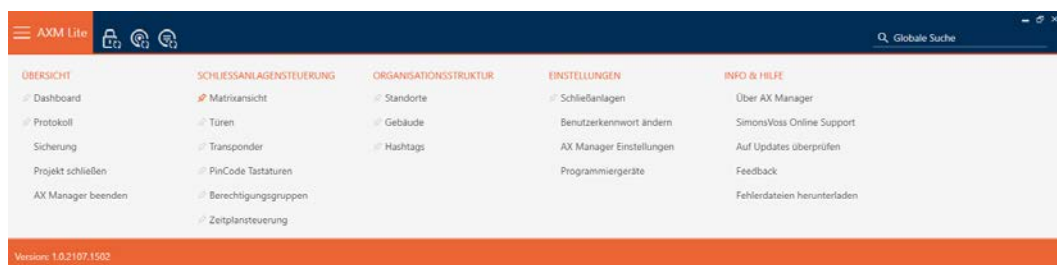 AXM Lite
Globale Suche
ÜBERSICHT
Dashboard
Protokoll
Sicherung
Projekt schließen
AX Manager beenden
SCHLIESSANLAGENSTEUERUNG
Matrixansicht
Türen
Transponder
PinCode Tastaturen
Berechtigungsgruppen
Zeitplansteuerung
ORGANISATIONSSTRUKTUR
Standorte
Gebäude
Hashtags
EINSTELLUNGEN
Schließanlagen
Benutzerkennwort ändern
AX Manager Einstellungen
Programmiergeräte
INFO & HILFE
Über AX Manager
SimonsVoss Online Support
Auf Updates überprüfen
Feedback
Fehlerdateien herunterladen
Version: 1.0.2107.1502